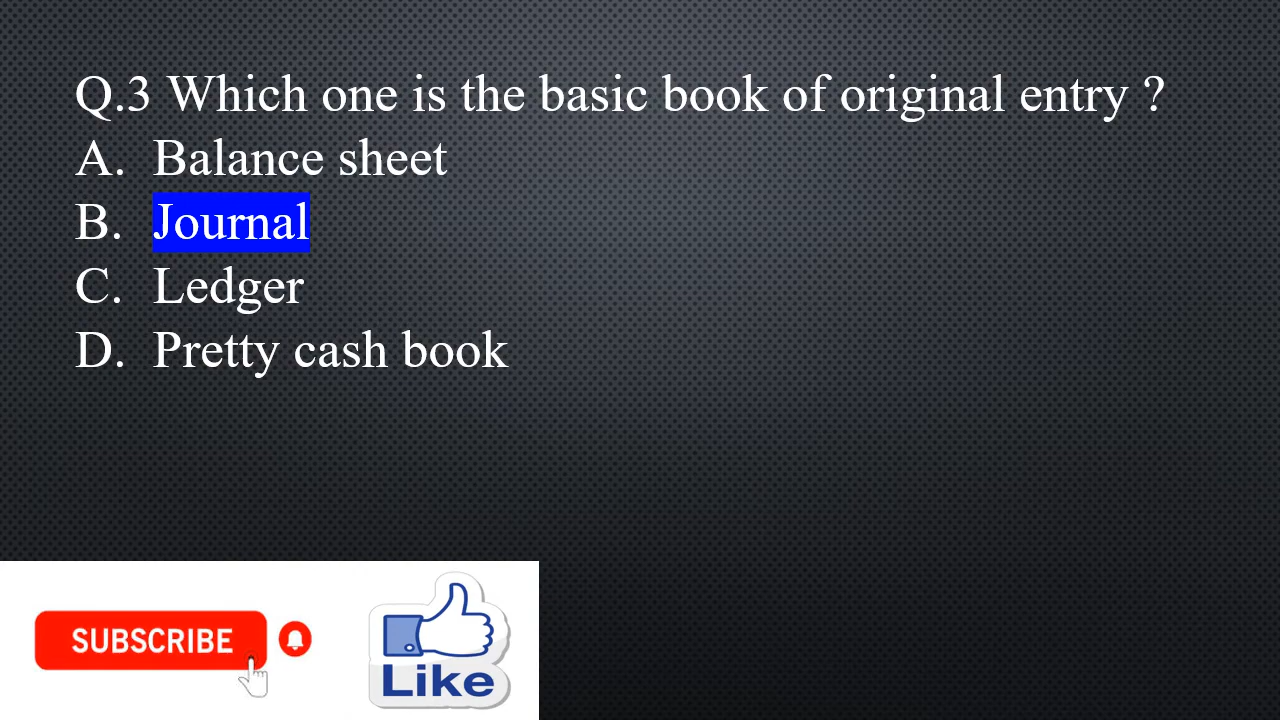 Q.3 Which one is the basic book of original entry ?
A. Balance sheet
B. Journal
C. Ledger
D. Pretty cash book
SUBSCRIBE
Like